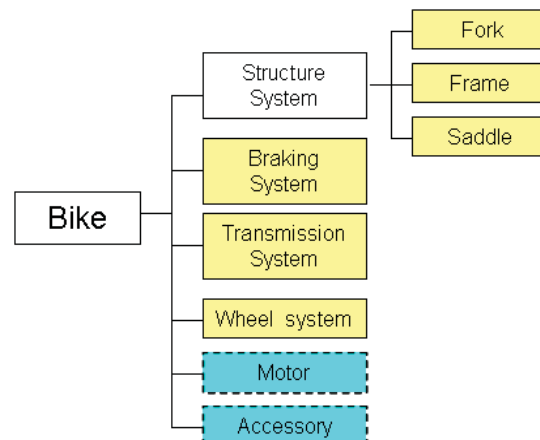 Fork
Structure
System
Frame
Saddle
Braking
System
Bike
Transmission
System
Wheel system
Motor
Accessory